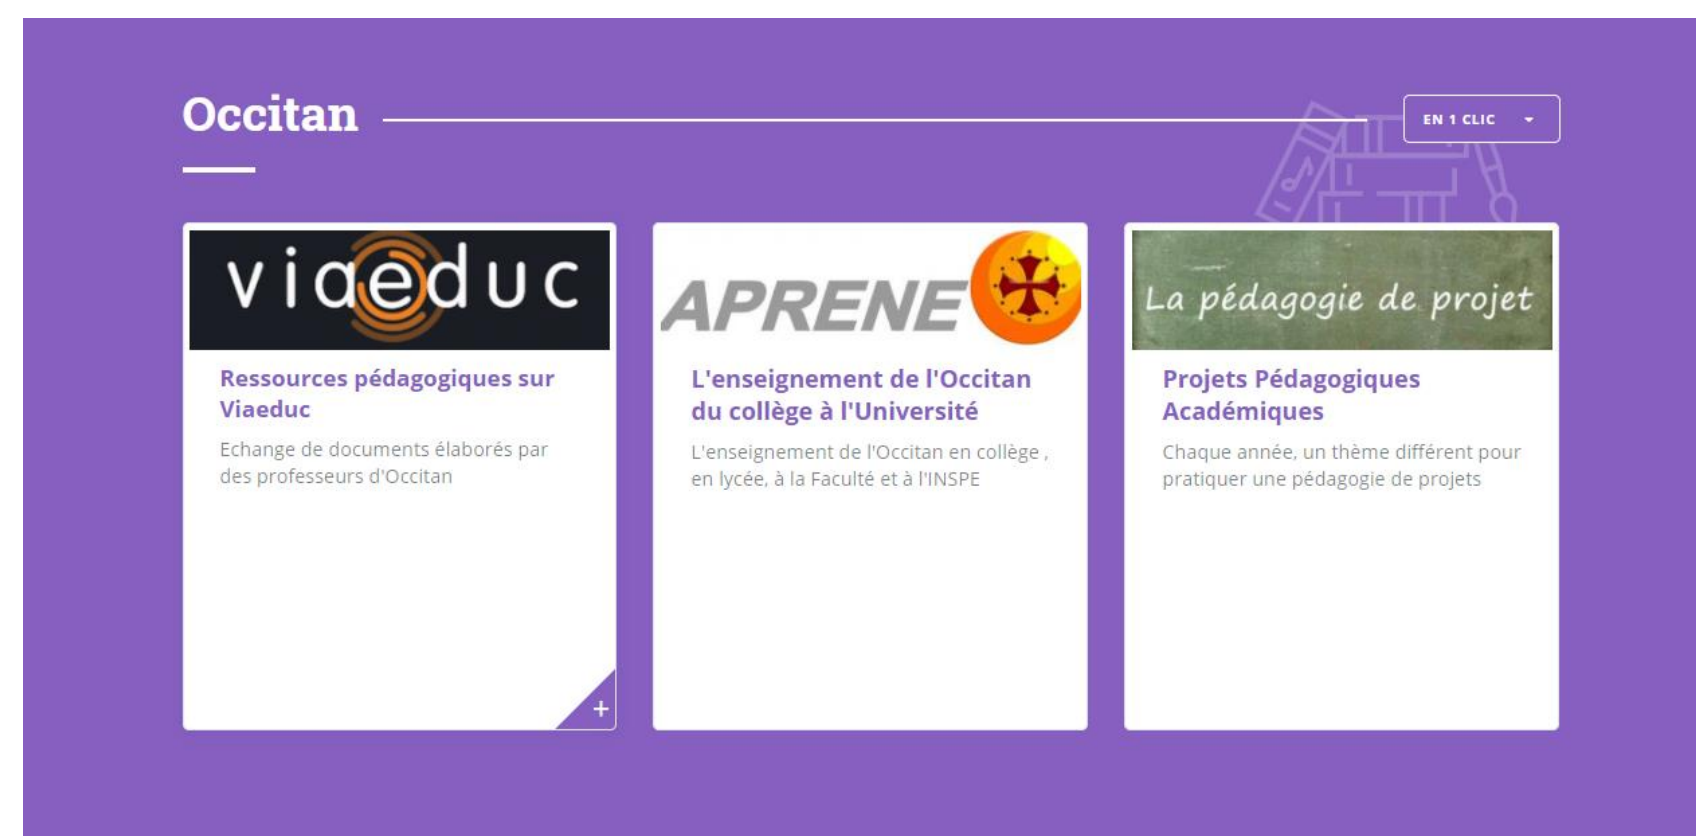 Occitan
EN 1 CLIC
viaeduc
Ressources pédagogiques sur
Viaeduc
Echange de documents élaborés par
des professeurs d'Occitan
+
APRENE
L'enseignement de l'Occitan
du collège à l'Université
L'enseignement de l'Occitan en collège ,
en lycée, à la Faculté et à l'INSPE
La pédagogie de projet
Projets Pédagogiques
Académiques
Chaque année, un thème différent pour
pratiquer une pédagogie de projets